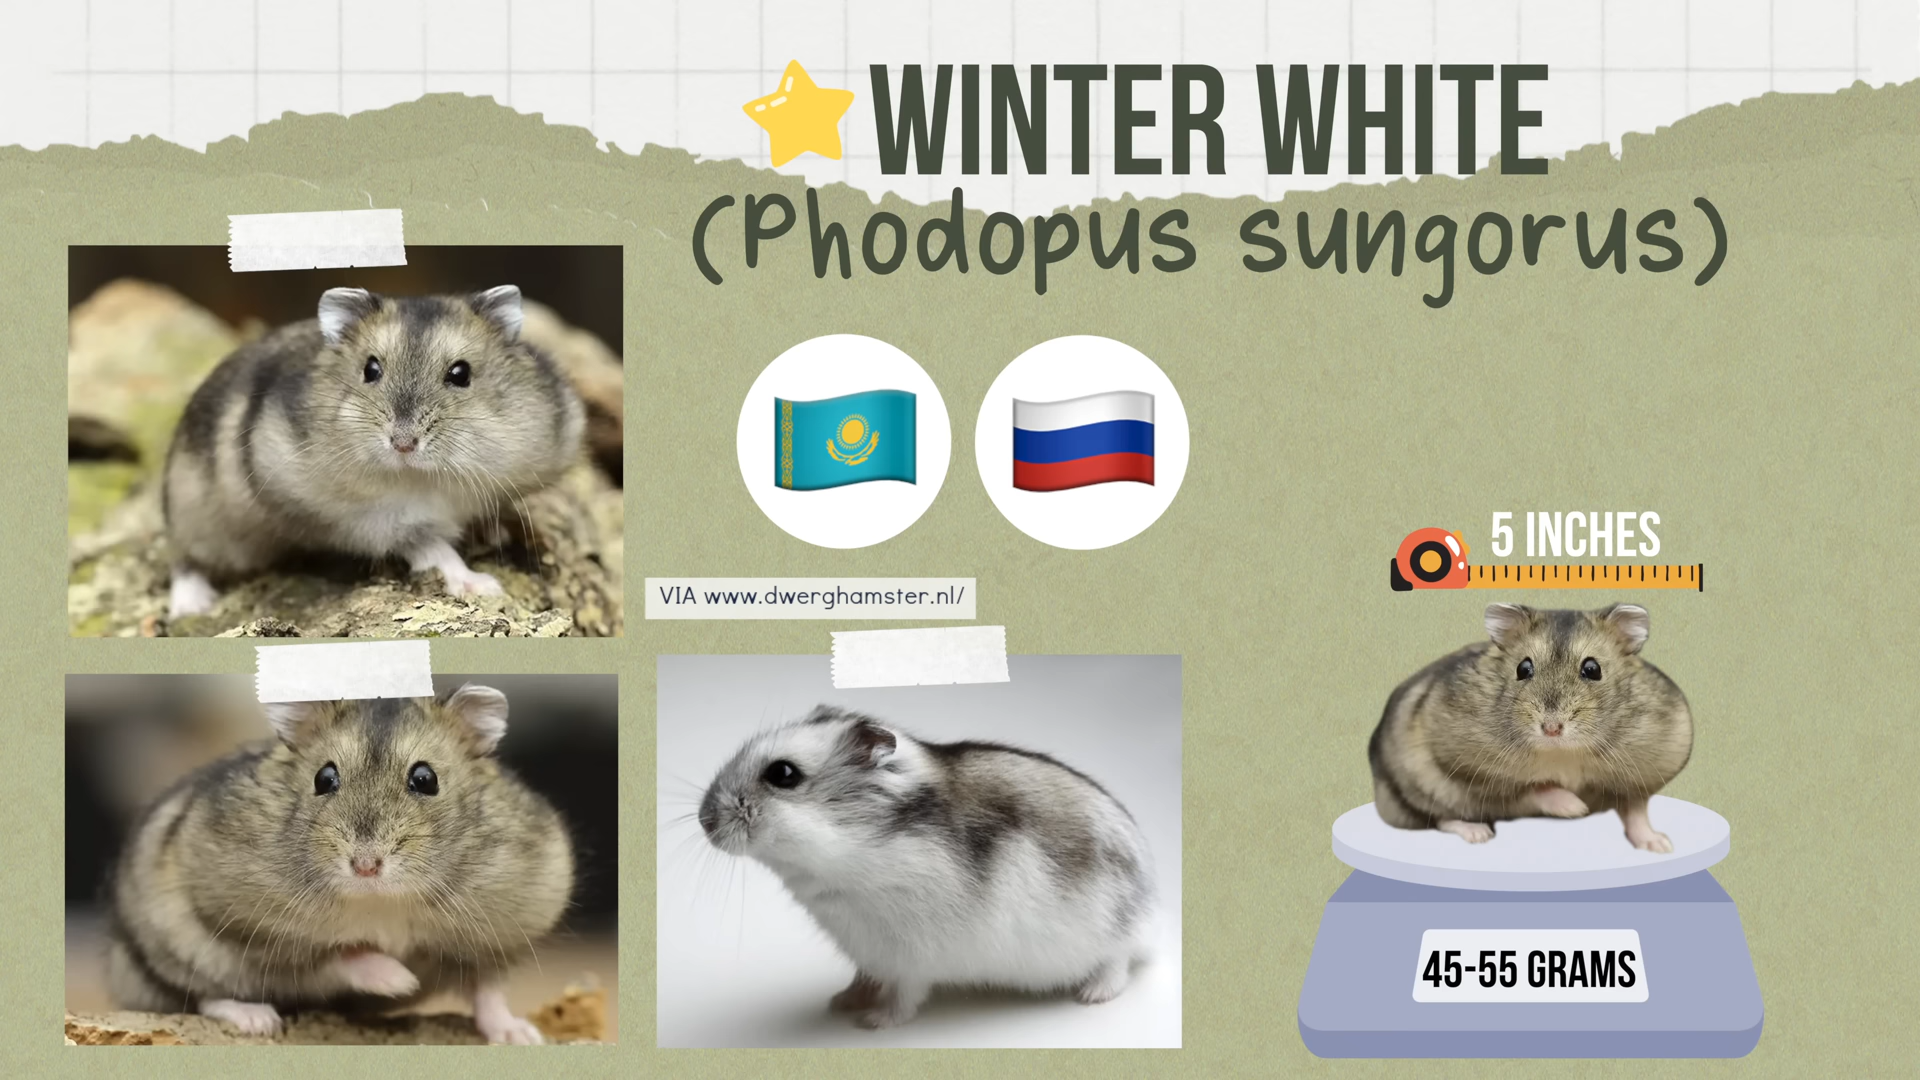 WINTER WHITE
(Phodopus sungorus)
5 INCHES
VIA www.dwerghamster.nl/
45-55 GRAMS